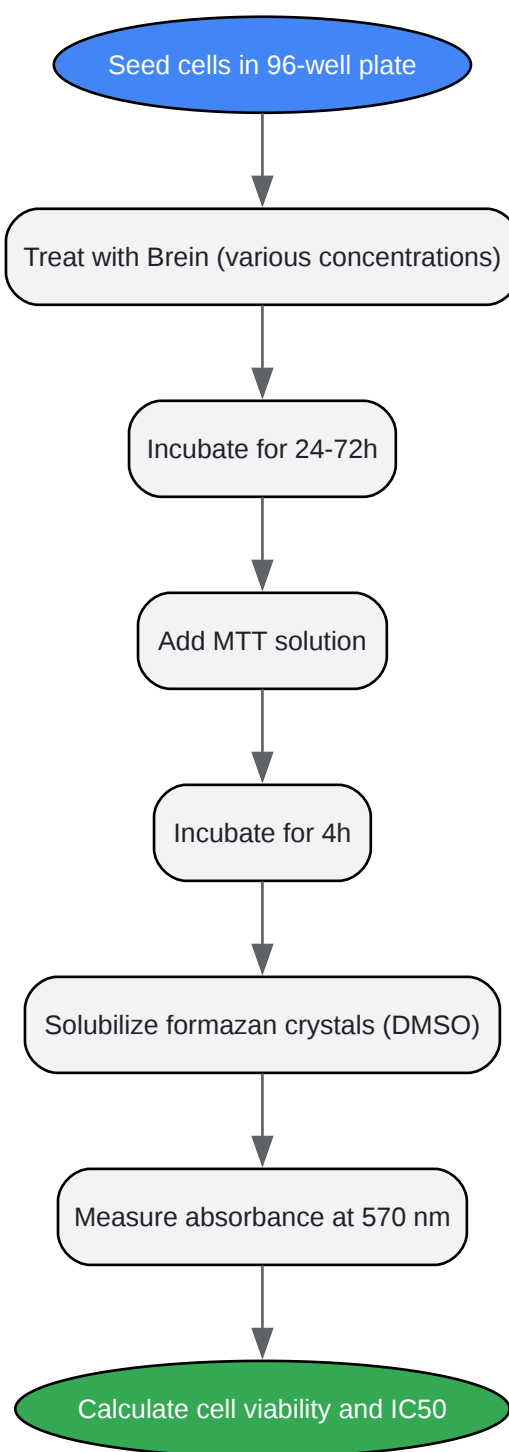 Seed cells in 96-well plate
Treat with Brein (various concentrations)
Incubate for 24-72h
Add MTT solution
Incubate for 4h
Solubilize formazan crystals (DMSO)
Measure absorbance at 570 nm
Calculate cell viability and IC50